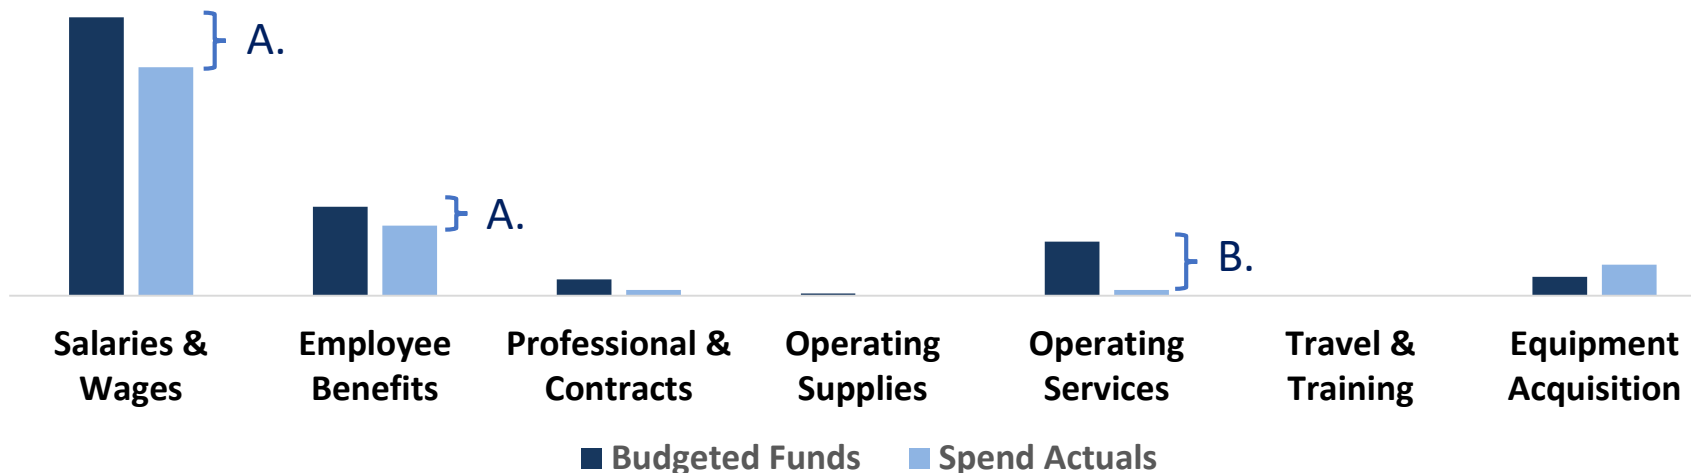 A.
A.
B.
Salaries &
Wages
Employee
Benefits
Professional &
Contracts
Operating
Supplies
Operating
Services
Travel &
Training
Equipment
Acquisition
Budgeted Funds
Spend Actuals